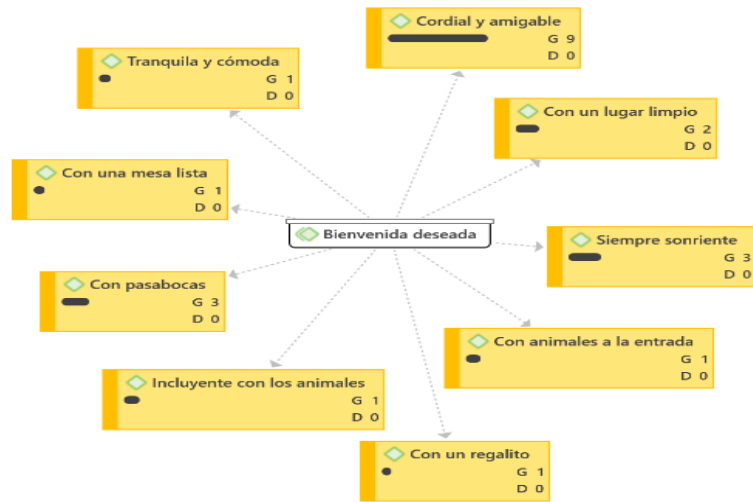 Cordial y amigable
G 9
D 0
Tranquila y cómoda
G 1
D 0
Con un lugar limpio
G 2
D 0
Con una mesa lista
G 1
D 0
Bienvenida deseada
Siempre sonriente
G 3
D 0
Con pasabocas
G 3
D 0
Con animales a la entrada
G 1
D 0
Incluyente con los animales
G 1
D 0
Con un regalito
G 1
D 0